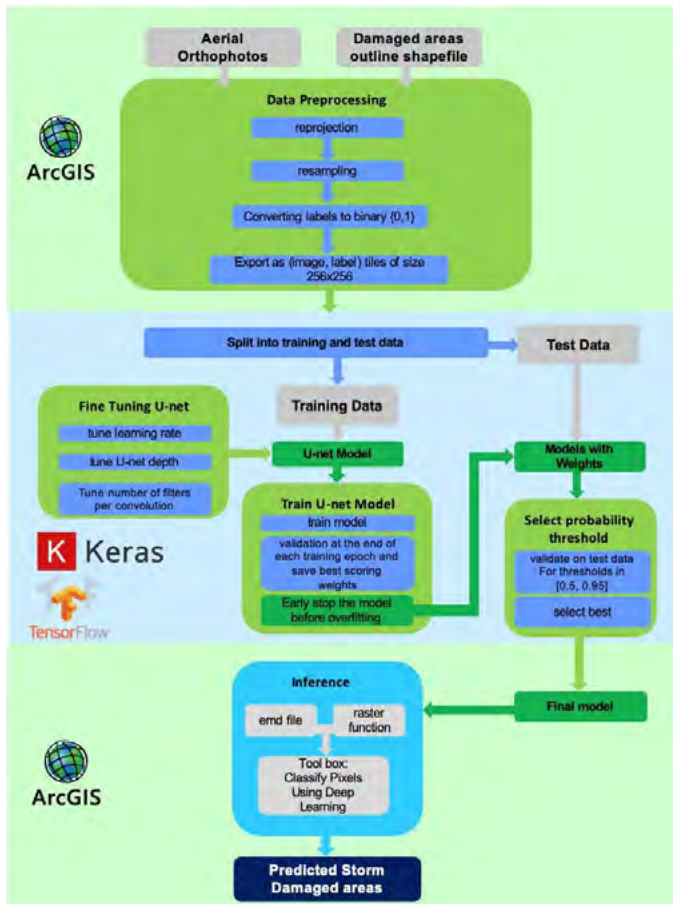 Aerial
Orthophotos
Damaged areas
outline shapefile
Data Preprocessing
reprojection
resampling
Converting labels to binary {0,1}
Export as (image, label) tiles of size
256x256
ArcGIS
Split into training and test data
Test Data
Training Data
Fine Tuning U-net
tune learning rate
tune U-net depth
Tune number of filters
per convolution
U-net Model
Models with
Weights
Train U-net Model
train model
validation at the end of
each training epoch and
save best scoring
weights
Early stop the model
before overfitting
Select probability
threshold
validate on test data
For thresholds in
[0.5, 0.95]
select best
K Keras
TensorFlow
Inference
emd file
raster
function
Final model
Tool box:
Classify Pixels
Using Deep
Learning
ArcGIS
Predicted Storm
Damaged areas